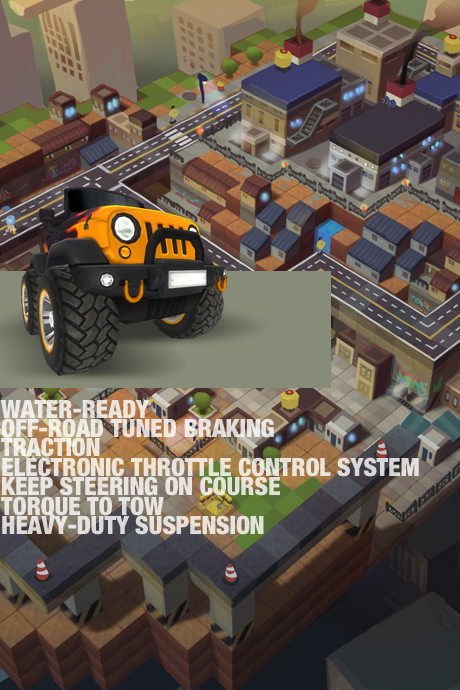 WATER-READY
OFF-ROAD TUNED BRAKING
TRACTION
ELECTRONIC THROTTLE CONTROL SYSTEM
KEEP STEERING ON COURSE
TORQUE TO TOW
HEAVY-DUTY SUSPENSION